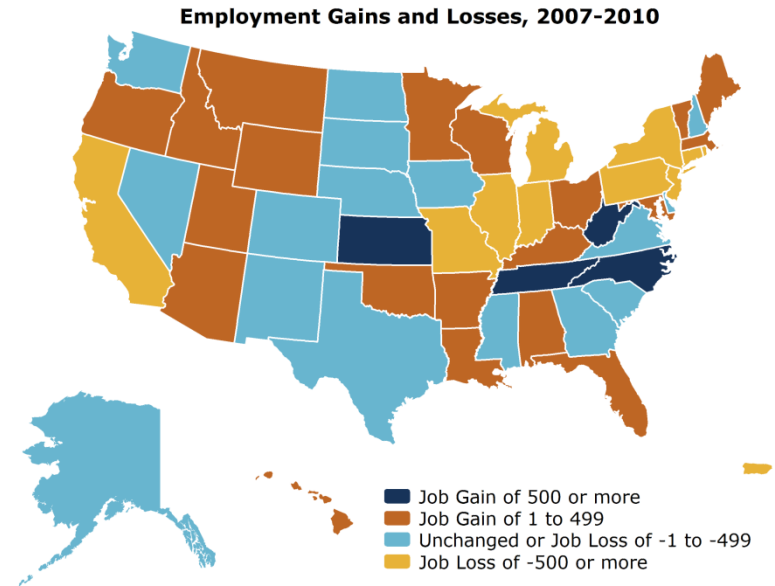 Employment Gains and Losses, 2007-2010
Job Gain of 500 or more
Job Gain of 1 to 499
Unchanged or Job Loss of -1 to -499
Job Loss of -500 or more